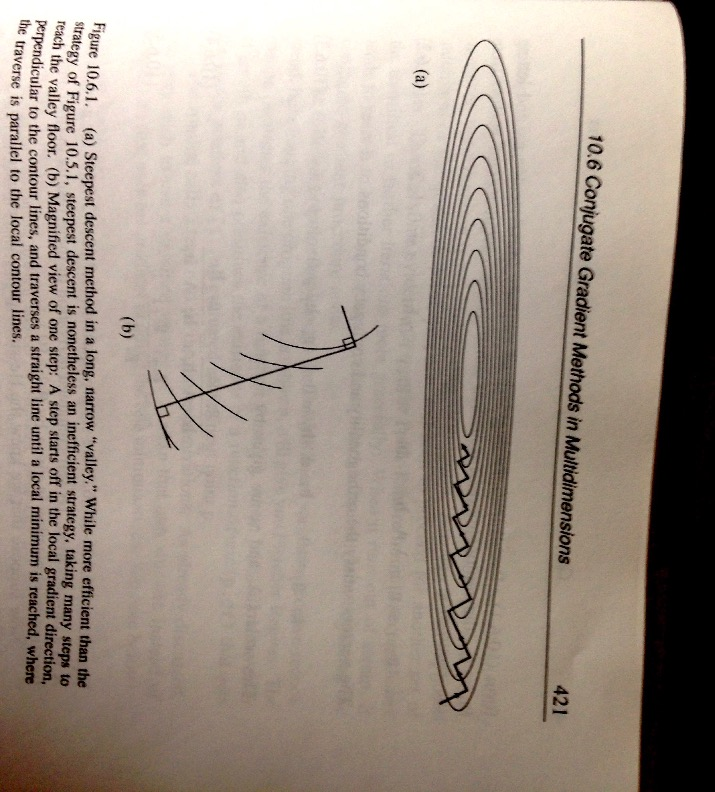 10.6 Conjugate Gradient Methods in Multidimensions 421
(a)
(b)
Figure 10.6.1. (a) Steepest descent method in a long, narrow “valley.” While more efficient than the
strategy of Figure 10.5.1, steepest descent is nonetheless an inefficient strategy, taking many steps to
reach the valley floor. (b) Magnified view of one step: A step starts off in the local gradient direction,
perpendicular to the contour lines, and traverses a straight line until a local minimum is reached, where
the traverse is parallel to the local contour lines.